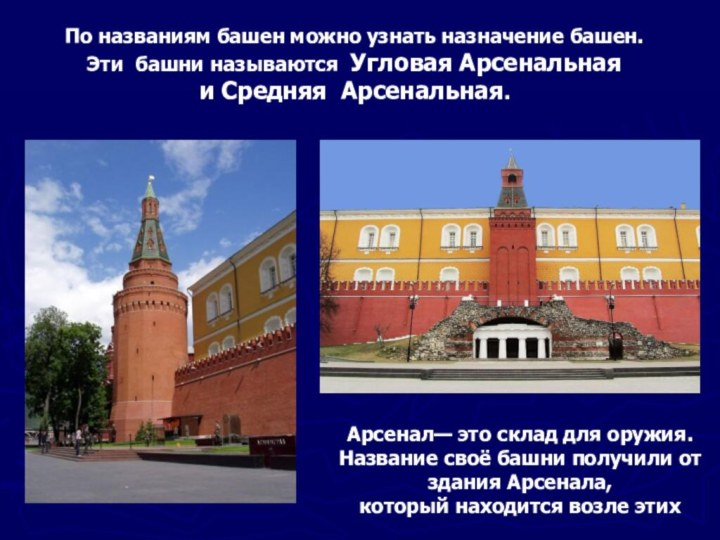 По названиям башен можно узнать назначение башен.
Эти башни называются Угловая Арсенальная
и Средняя Арсенальная.
Арсенал— это склад для оружия.
Название своё башни получили от
здания Арсенала,
который находится возле этих